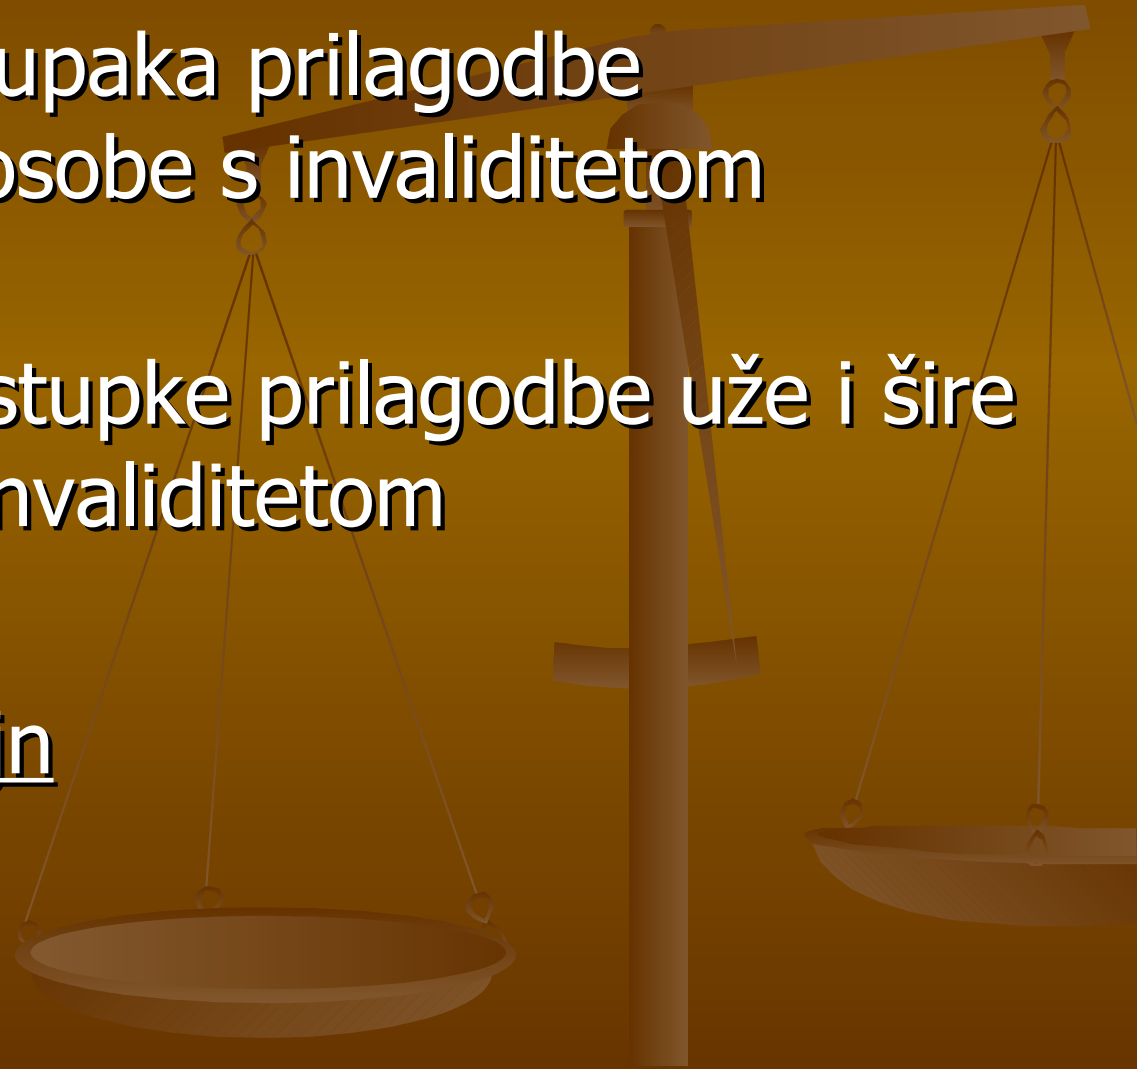 upaka prilagodbe
osobe s invaliditetom
stupke prilagodbe uže i šire
nvaliditetom
in